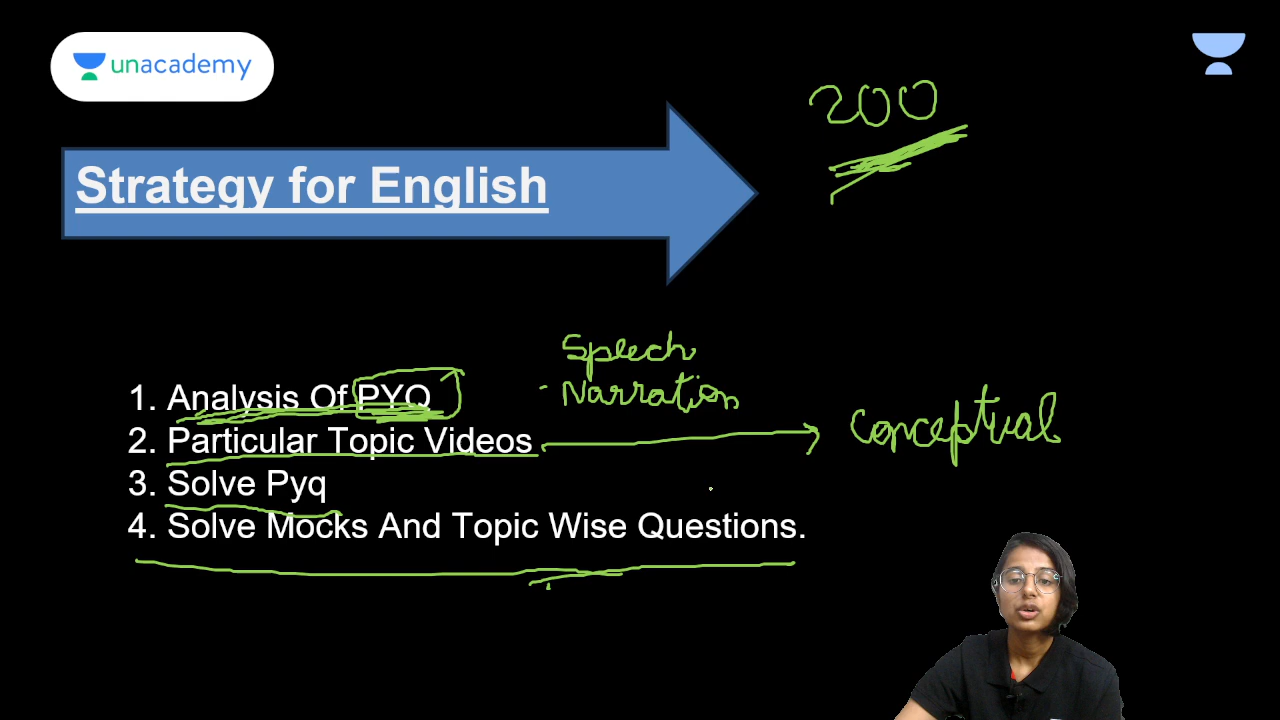 unacademy
200
Strategy for English
Speech
Narration
1. Analysis Of PYQ
2. Particular Topic Videos
conceptual
3. Solve Pyq
4. Solve Mocks And Topic Wise Questions.